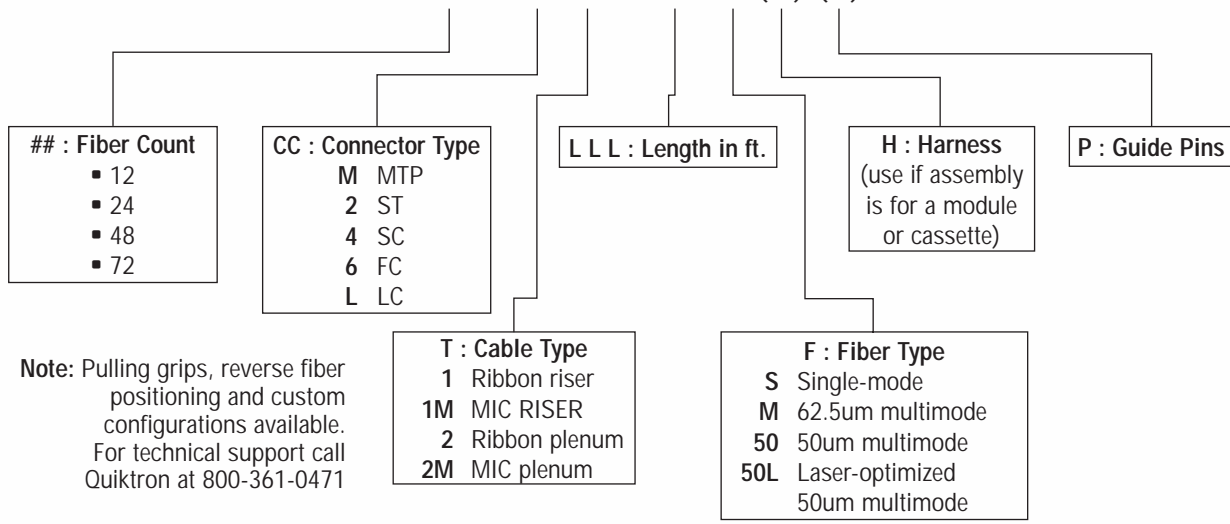 ## : Fiber Count
▪ 12
▪ 24
▪ 48
▪ 72
CC : Connector Type
M MTP
2 ST
4 SC
6 FC
L LC
L L L : Length in ft.
H : Harness
(use if assembly
is for a module
or cassette)
P : Guide Pins
Note: Pulling grips, reverse fiber
positioning and custom
configurations available.
For technical support call
Quiktron at 800-361-0471
T : Cable Type
1 Ribbon riser
1M MIC RISER
2 Ribbon plenum
2M MIC plenum
F : Fiber Type
S Single-mode
M 62.5um multimode
50 50um multimode
50L Laser-optimized
50um multimode